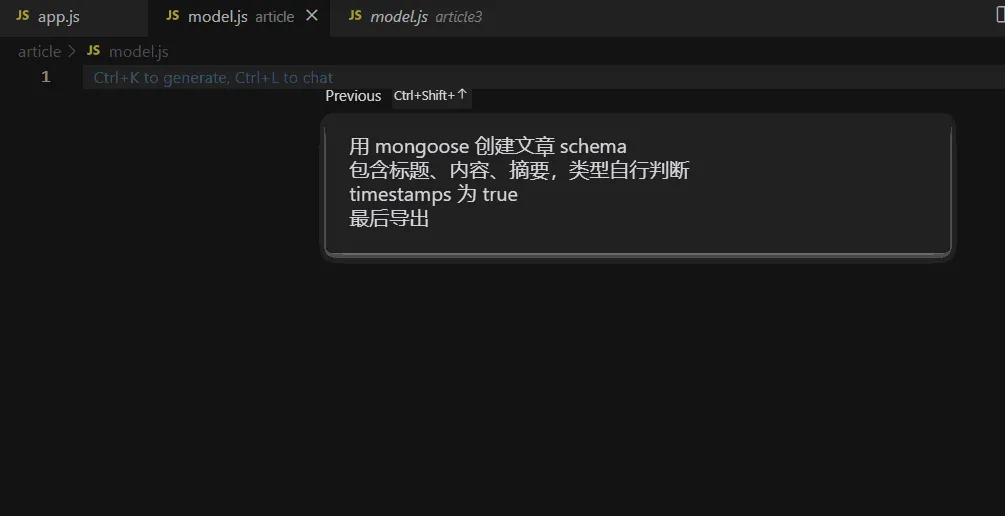 JS app.js
JS model.js article
JS model.js article3
article > JS model.js
1 Ctrl+K to generate, Ctrl+L to chat
Previous Ctrl+Shift+↑
用 mongoose 创建文章 schema
包含标题、内容、摘要，类型自行判断
timestamps 为 true
最后导出